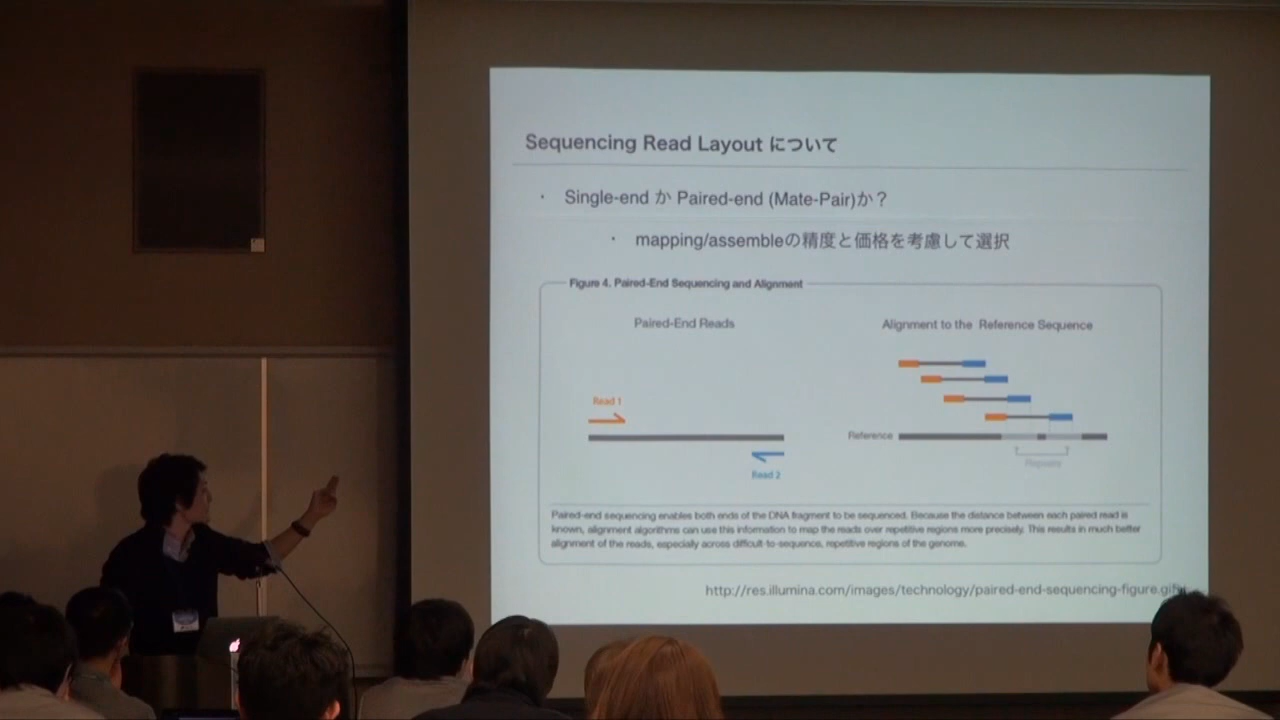 Sequencing Read Layout について
・ Single-end か Paired-end (Mate-Pair)か？
・ mapping/assembleの精度と価格を考慮して選択
Figure 4. Paired-End Sequencing and Alignment
Paired-End Reads
Alignment to the Reference Sequence
Read 1
Reference
Read 2
Repeats
Paired-end sequencing enables both ends of the DNA fragment to be sequenced. Because the distance between each paired read is
known, alignment algorithms can use this information to map the reads over repetitive regions more precisely. This results in much better
alignment of the reads, especially across difficult-to-sequence, repetitive regions of the genome.
http://res.illumina.com/images/technology/paired-end-sequencing-figure.gif